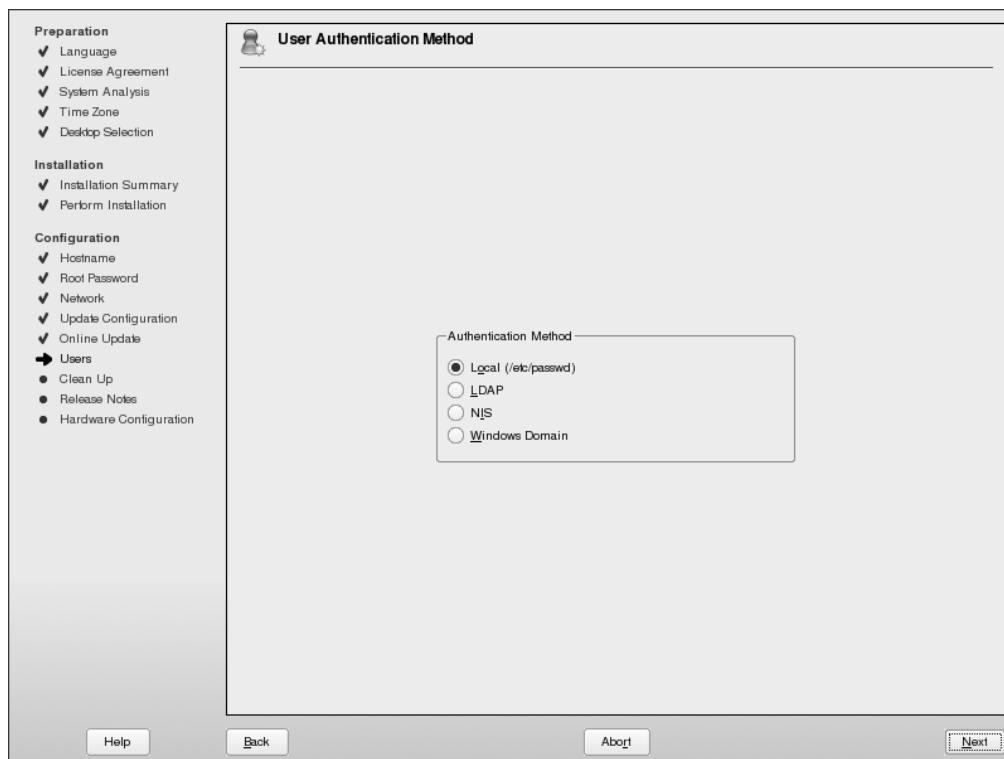 Preparation
Language
License Agreement
System Analysis
Time Zone
Desktop Selection
Installation
Installation Summary
Perform Installation
Configuration
Hostname
Root Password
Network
Update Configuration
Online Update
Users
Clean Up
Release Notes
Hardware Configuration
User Authentication Method
Authentication Method
Local (/etc/passwd)
LDAP
NIS
Windows Domain
Help
Back
Abort
Next